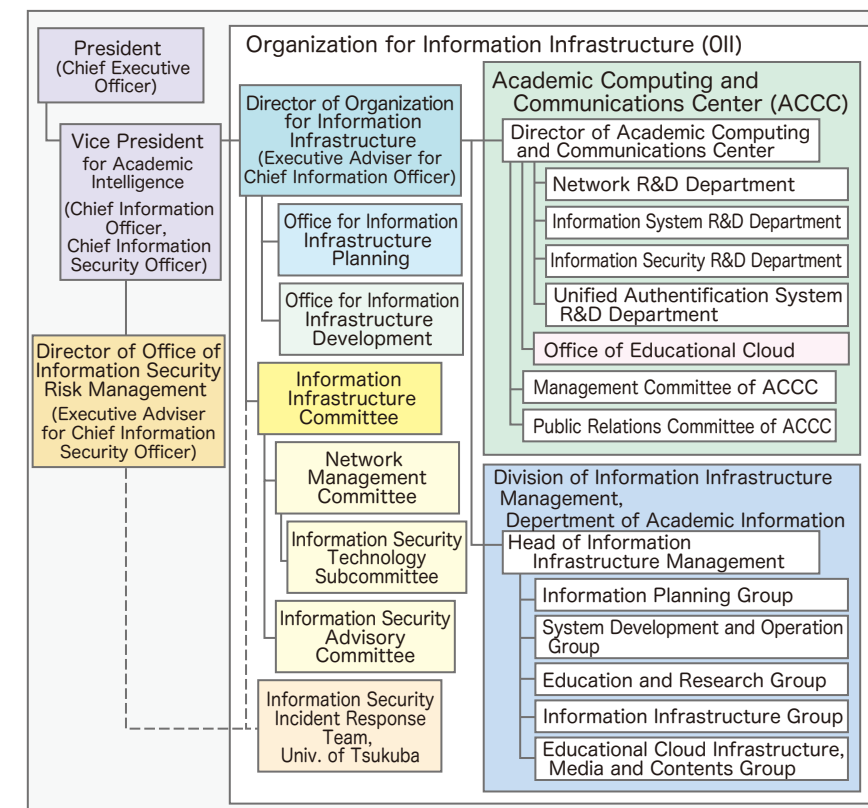 President
(Chief Executive
Officer)
Vice President
for Academic
Intelligence
(Chief Information
Officer,
Chief Information
Security Officer)
Director of Office of
Information Security
Risk Management
(Executive Adviser
for Chief Information
Security Officer)
Organization for Information Infrastructure (OII)
Director of Organization
for Information
Infrastructure
(Executive Adviser for
Chief Information Officer)
Office for Information
Infrastructure
Planning
Office for Information
Infrastructure
Development
Information
Infrastructure
Committee
Network
Management
Committee
Information Security
Technology
Subcommittee
Information Security
Advisory
Committee
Information Security
Incident Response
Team,
Univ. of Tsukuba
Academic Computing and
Communications Center (ACCC)
Director of Academic Computing
and Communications Center
Network R&D Department
Information System R&D Department
Information Security R&D Department
Unified Authentification System
R&D Department
Office of Educational Cloud
Management Committee of ACCC
Public Relations Committee of ACCC
Division of Information Infrastructure
Management,
Department of Academic Information
Head of Information
Infrastructure Management
Information Planning Group
System Development and Operation
Group
Education and Research Group
Information Infrastructure Group
Educational Cloud Infrastructure,
Media and Contents Group